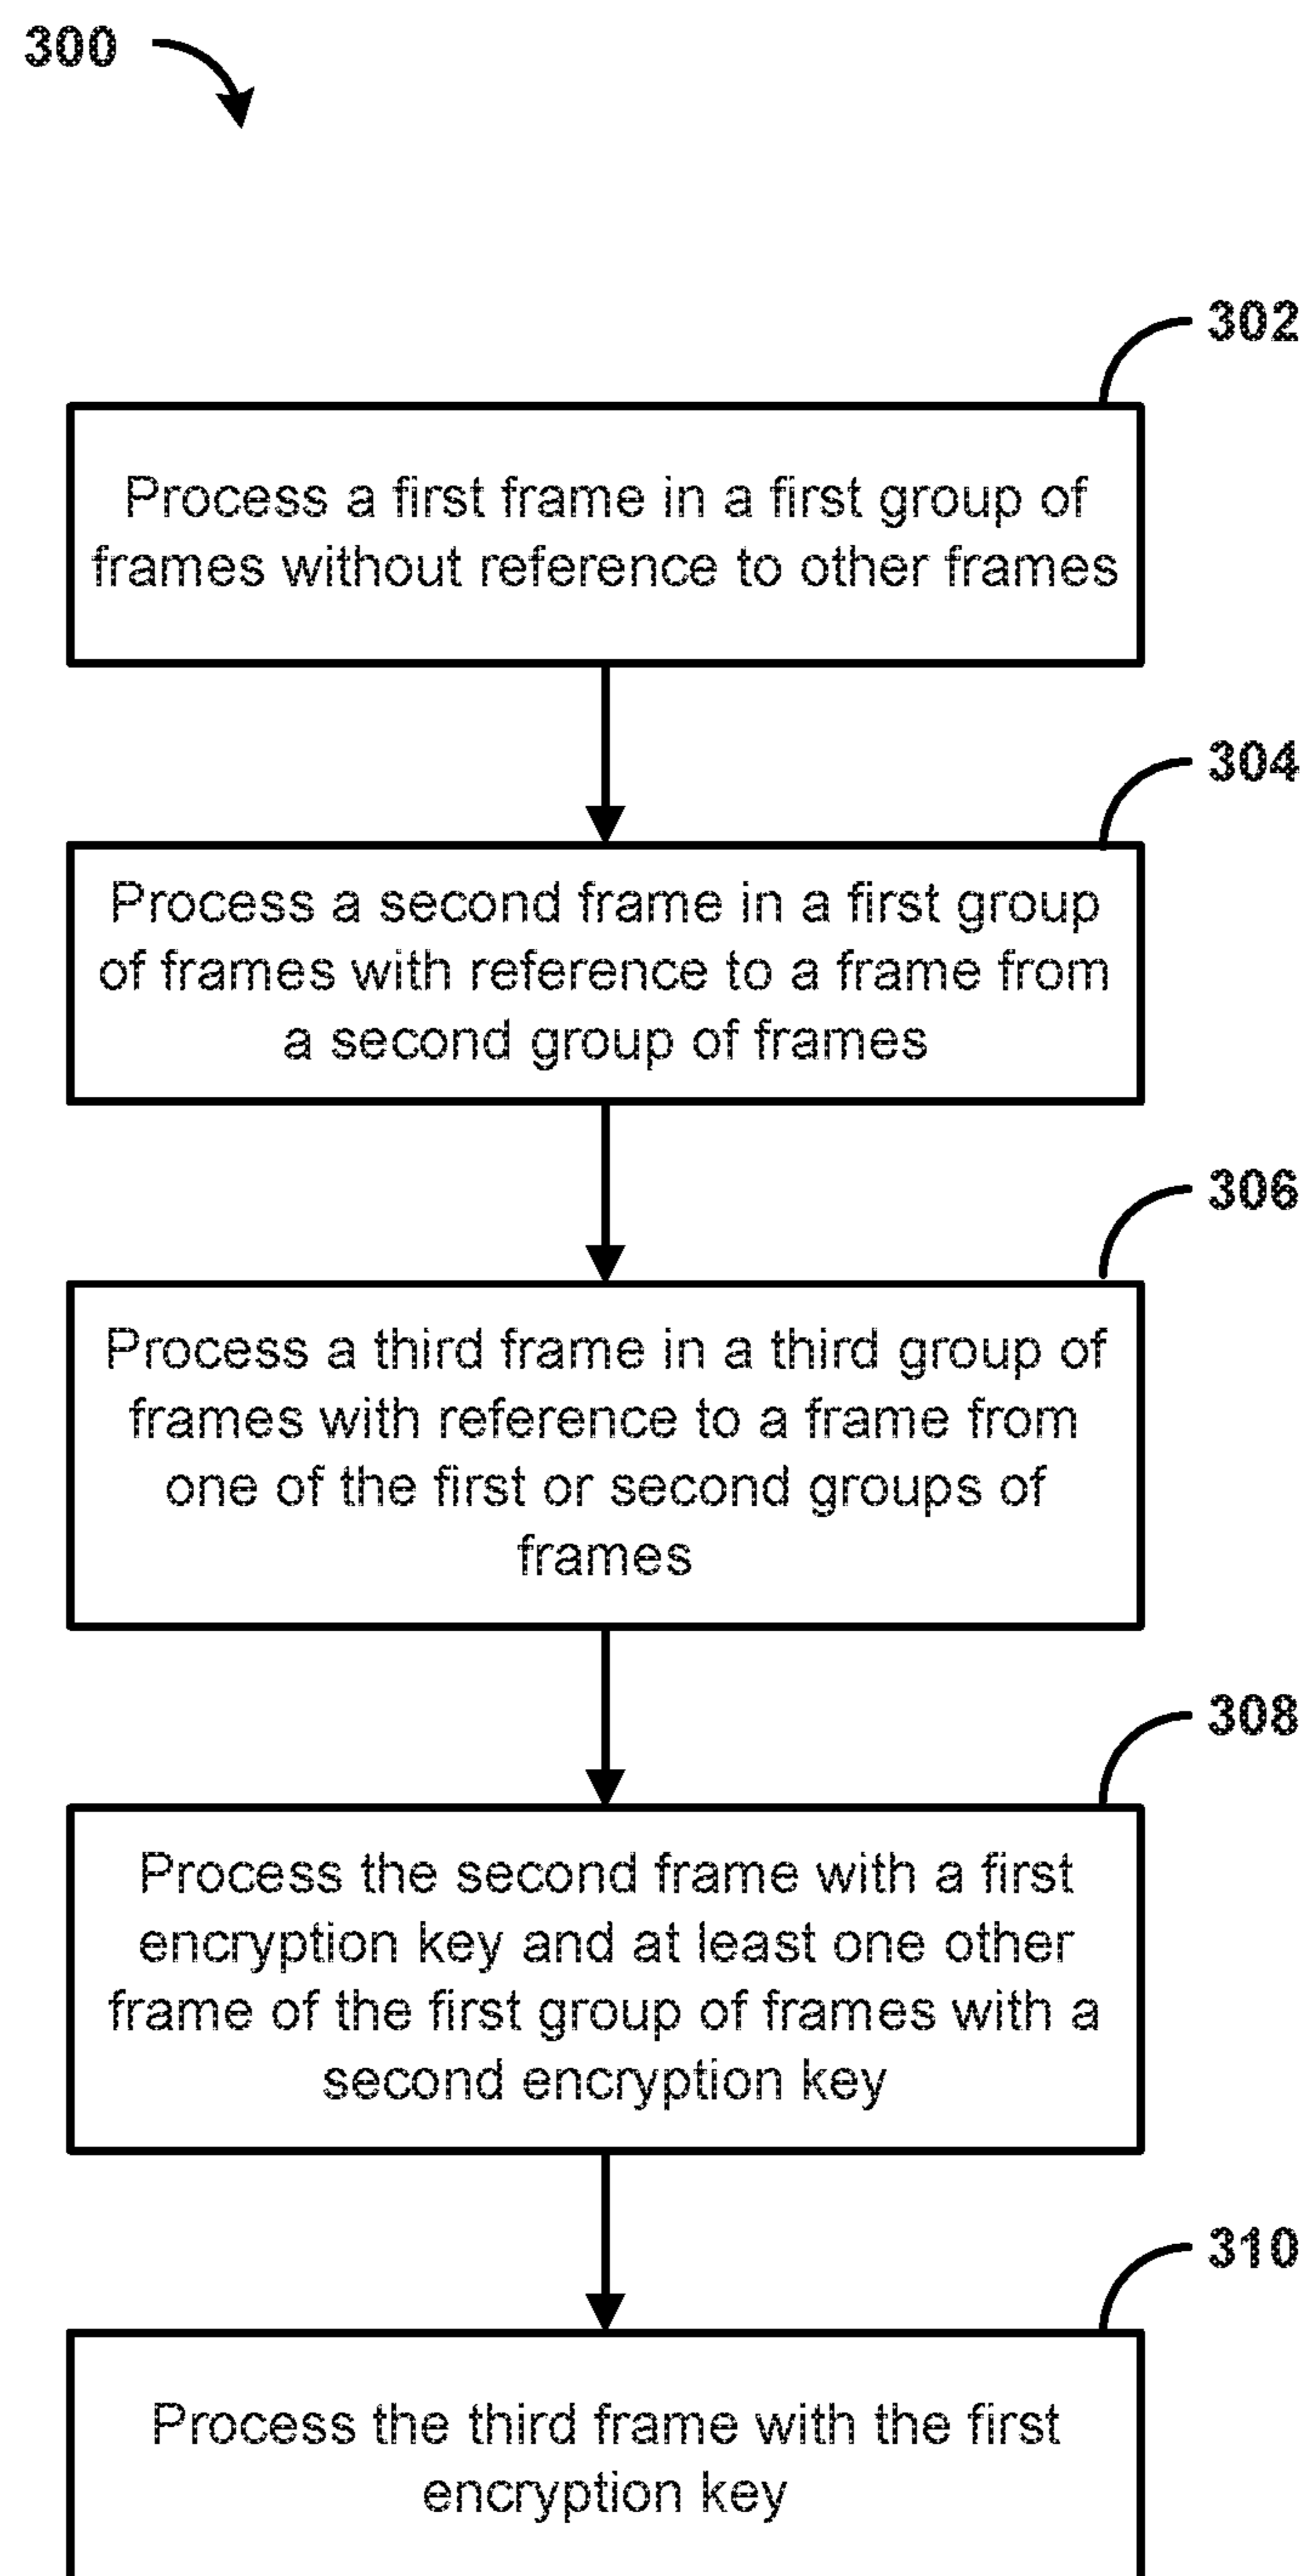 300
302
Process a first frame in a first group of
frames without reference to other frames
304
Process a second frame in a first group
of frames with reference to a frame from
a second group of frames
306
Process a third frame in a third group of
frames with reference to a frame from
one of the first or second groups of
frames
308
Process the second frame with a first
encryption key and at least one other
frame of the first group of frames with a
second encryption key
310
Process the third frame with the first
encryption key